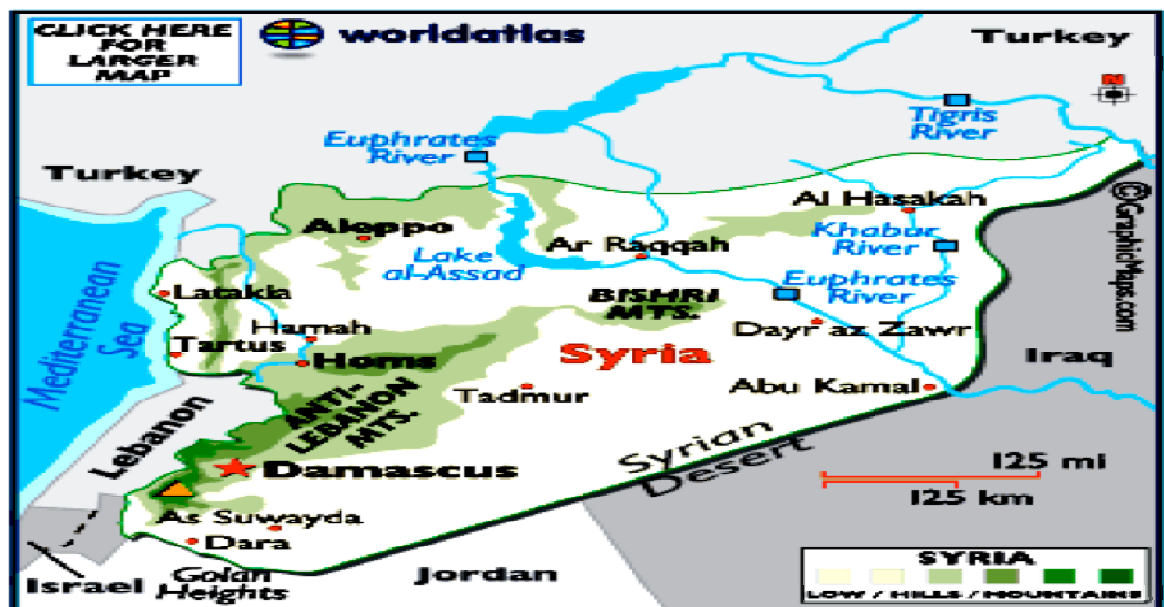 CLICK HERE
FOR
LARGER
MAP
worldatlas
Turkey
N
Tigris
River
Euphrates
River
Turkey
Al Hasakah
©GraphicMaps.com
Aleppo
Khabur
River
Ar Raqqah
Lake
al-Assad
Euphrates
River
Mediterranean
Sea
Latakia
BISHRI
MTS.
Hamah
Dayr az Zawr
Tartus
Homs
Syria
Iraq
Abu Kamal
Tadmur
ANTI-
LEBANON
MTS.
Lebanon
Syrian
Desert
Damascus
125 mi
125 km
As Suwayda
Dara
Israel
Golan
Heights
Jordan
SYRIA
LOW / HILLS / MOUNTAINS